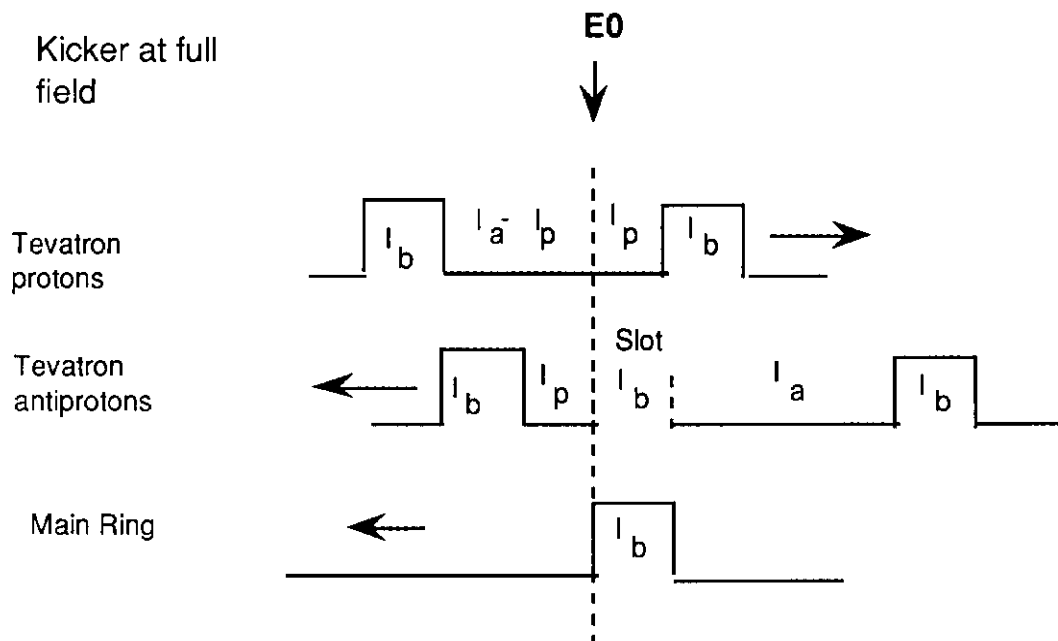 E0
Kicker at full
field
Tevatron
protons
I b
I a - I p
I p
I b
Tevatron
antiprotons
I b
I p
Slot
I b
I a
I b
Main Ring
I b